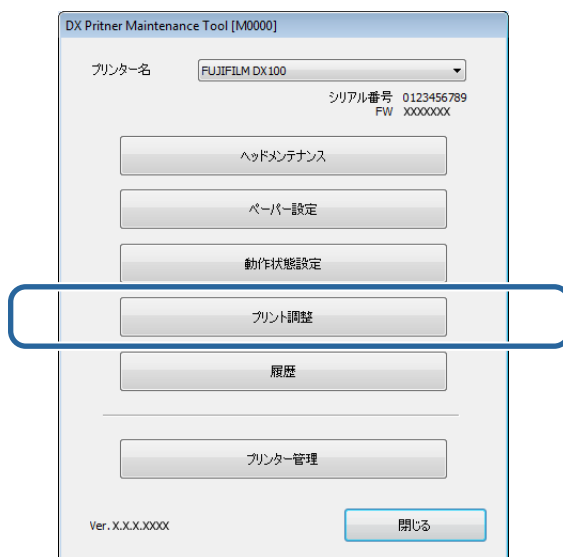 DX Pritner Maintenance Tool [M0000]
プリンター名 FUJIFILM DX100
シリアル番号 0123456789
FW XXXXXXX
ヘッドメンテナンス
ペーパー設定
動作状態設定
プリント調整
履歴
プリンター管理
Ver. X.X.X.XXXX 閉じる